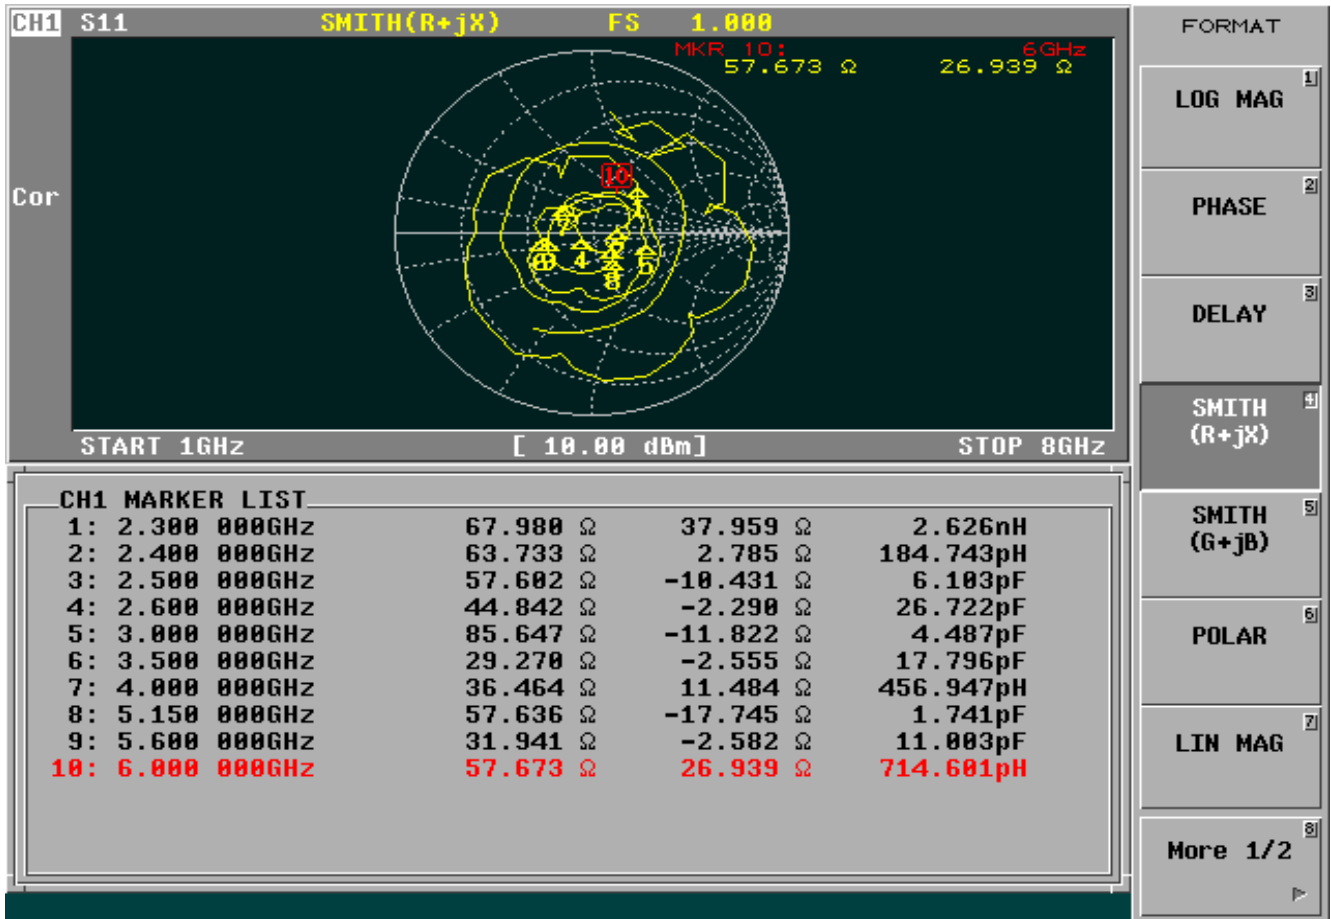 CH1 S11 SMITH(R+jX) FS 1.000
MKR 10: 6GHz
57.673 Ω 26.939 Ω
Cor
10
1
7
4
6
8
START 1GHz [ 10.00 dBm] STOP 8GHz
CH1 MARKER LIST
1: 2.300 000GHz 67.980 Ω 37.959 Ω 2.626nH
2: 2.400 000GHz 63.733 Ω 2.785 Ω 184.743pH
3: 2.500 000GHz 57.602 Ω -10.431 Ω 6.103pF
4: 2.600 000GHz 44.842 Ω -2.290 Ω 26.722pF
5: 3.000 000GHz 85.647 Ω -11.822 Ω 4.487pF
6: 3.500 000GHz 29.270 Ω -2.555 Ω 17.796pF
7: 4.000 000GHz 36.464 Ω 11.484 Ω 456.947pH
8: 5.150 000GHz 57.636 Ω -17.745 Ω 1.741pF
9: 5.600 000GHz 31.941 Ω -2.582 Ω 11.003pF
10: 6.000 000GHz 57.673 Ω 26.939 Ω 714.601pH
FORMAT
1
LOG MAG
2
PHASE
3
DELAY
4
SMITH
(R+jX)
5
SMITH
(G+jB)
6
POLAR
7
LIN MAG
8
More 1/2